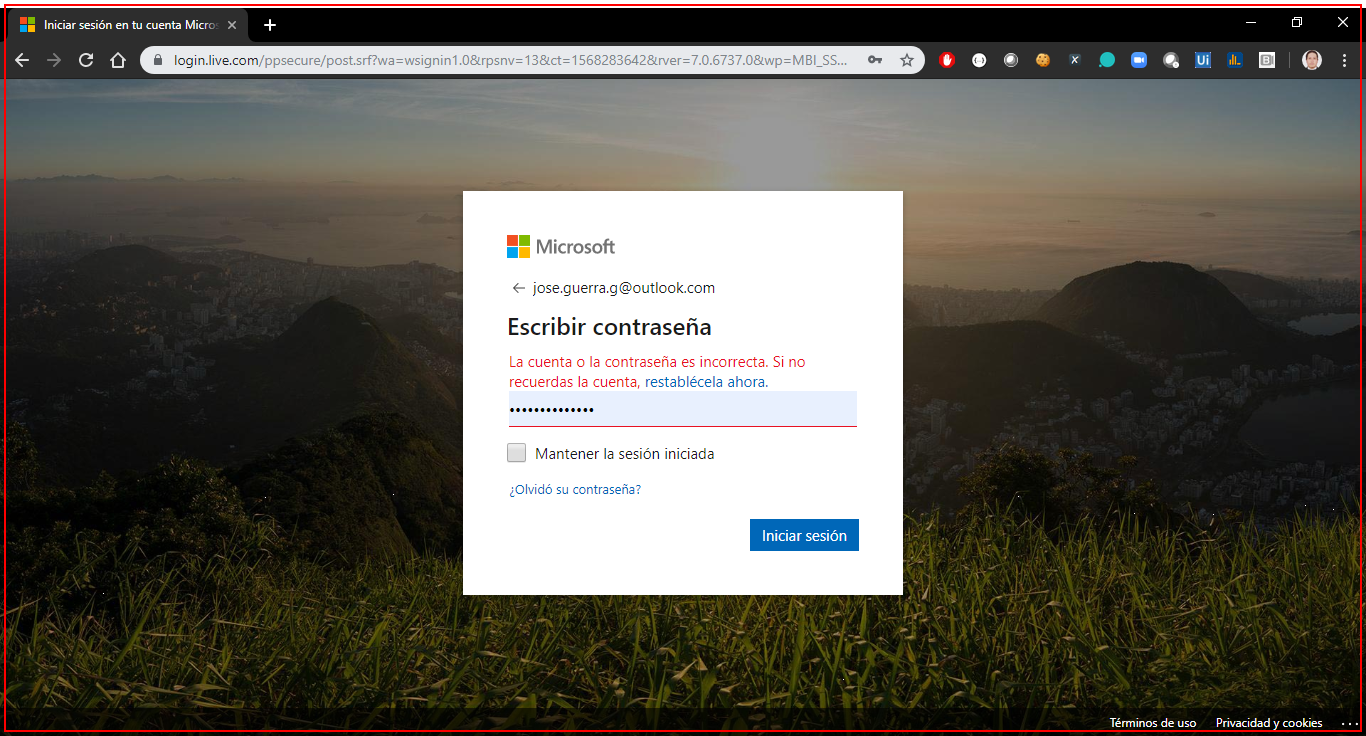 Iniciar sesión en tu cuenta Micros
login.live.com/ppsecure/post.srf?wa=wsignin1.0&rpsnv=13&ct=1568283642&rver=7.0.6737.0&wp=MBI_SS...
Ui
Microsoft
jose.guerra.g@outlook.com
Escribir contraseña
La cuenta o la contraseña es incorrecta. Si no
recuerdas la cuenta, restablécela ahora.
••••••••••••••
Mantener la sesión iniciada
¿Olvidó su contraseña?
Iniciar sesión
Términos de uso Privacidad y cookies ...